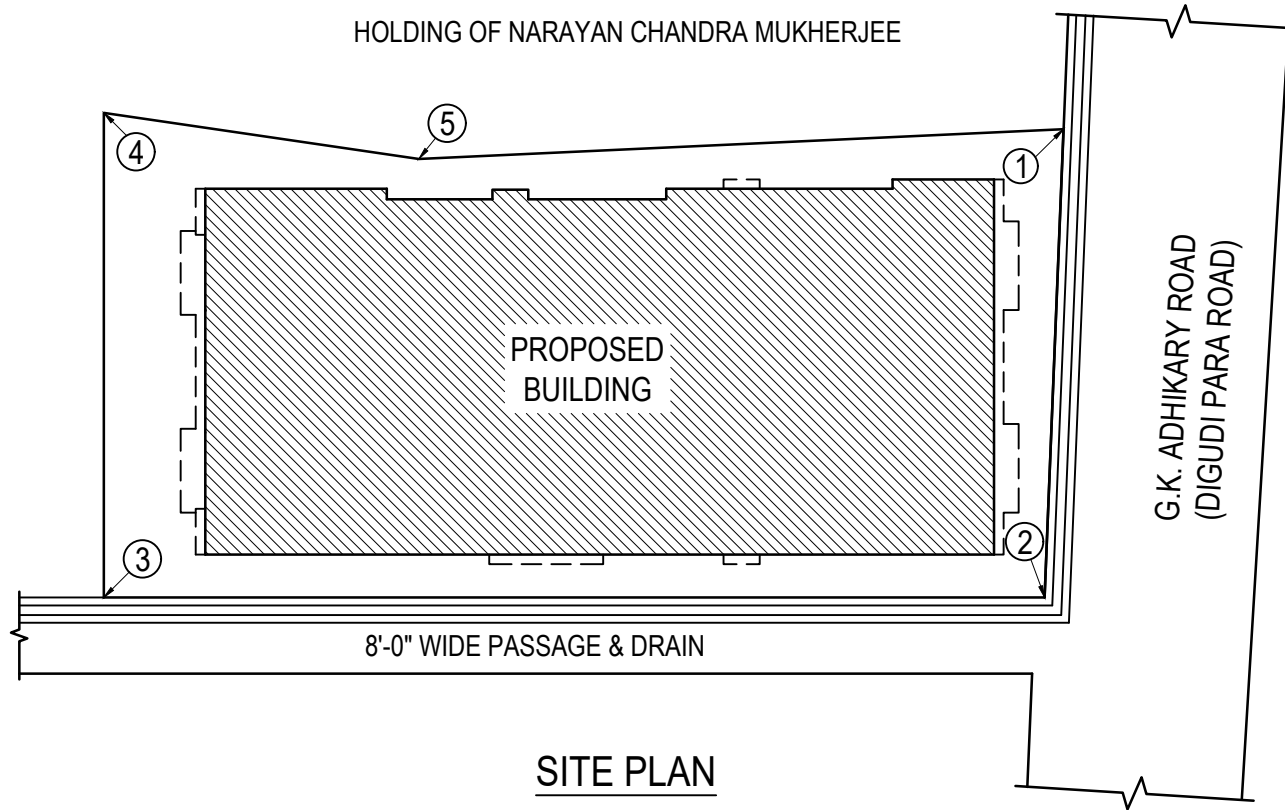 HOLDING OF NARAYAN CHANDRA MUKHERJEE
5
4
1
PROPOSED
BUILDING
G.K. ADHIKARY ROAD
(DIGUDI PARA ROAD)
3
2
8'-0" WIDE PASSAGE & DRAIN
SITE PLAN